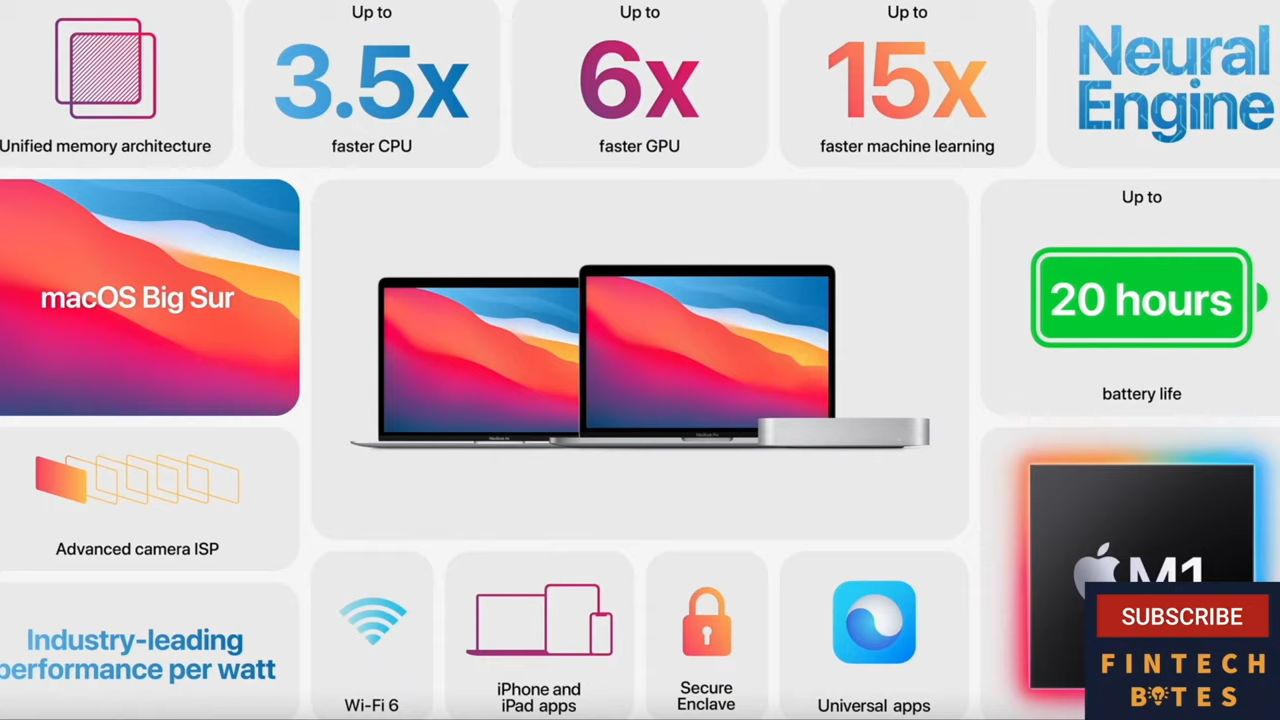 Up to
3.5x
faster CPU
Up to
6x
faster GPU
Up to
15x
faster machine learning
Neural
Engine
Unified memory architecture
macOS Big Sur
Up to
20 hours
battery life
Advanced camera ISP
Industry-leading
performance per watt
Wi-Fi 6
iPhone and
iPad apps
Secure
Enclave
Universal apps
M1
SUBSCRIBE
FINTECH
BOTES